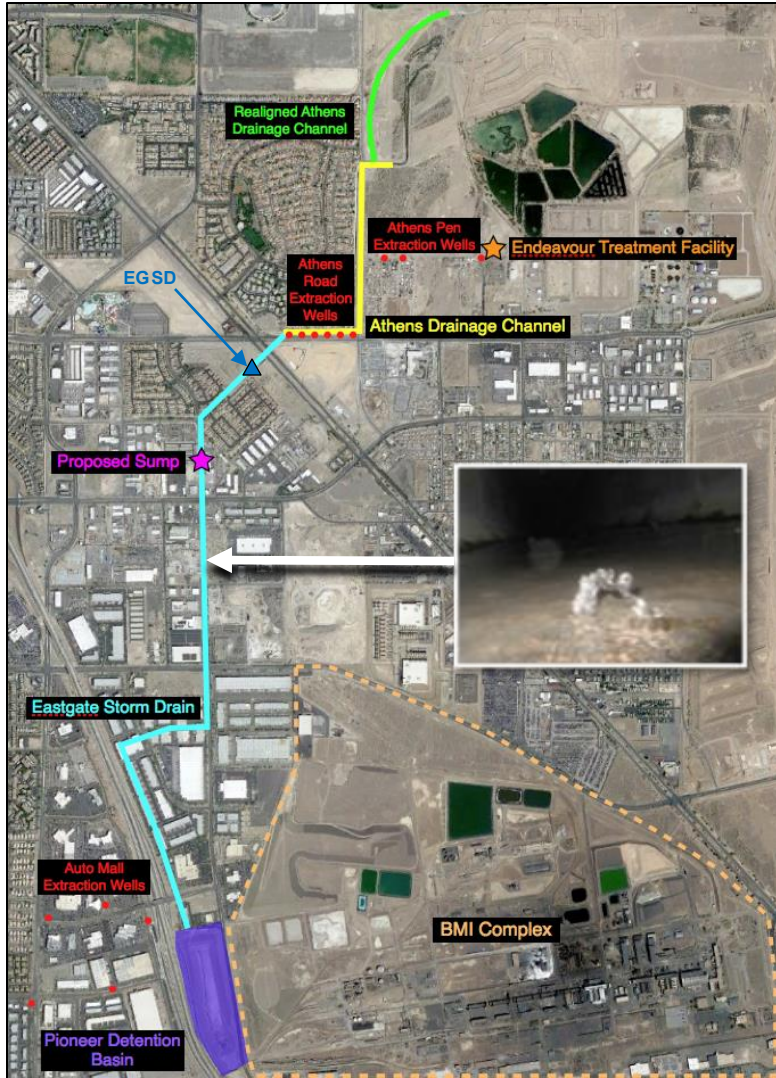 Realigned Athens
Drainage Channel
Athens Pen
Extraction Wells
Endeavour Treatment Facility
EGSD
Athens
Road
Extraction
Wells
Athens Drainage Channel
Proposed Sump
Eastgate Storm Drain
Auto Mall
Extraction Wells
BMI Complex
Pioneer Detention
Basin